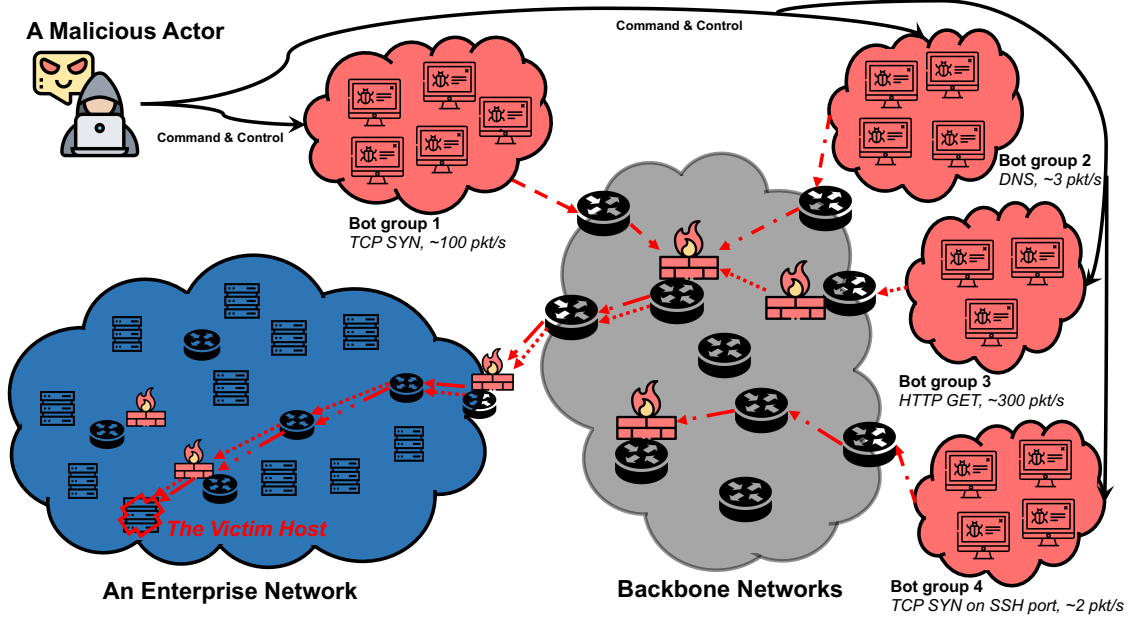 A Malicious Actor
Command & Control
Command & Control
Bot group 1
TCP SYN, ~100 pkt/s
Bot group 2
DNS, ~3 pkt/s
Bot group 3
HTTP GET, ~300 pkt/s
The Victim Host
An Enterprise Network
Backbone Networks
Bot group 4
TCP SYN on SSH port, ~2 pkt/s